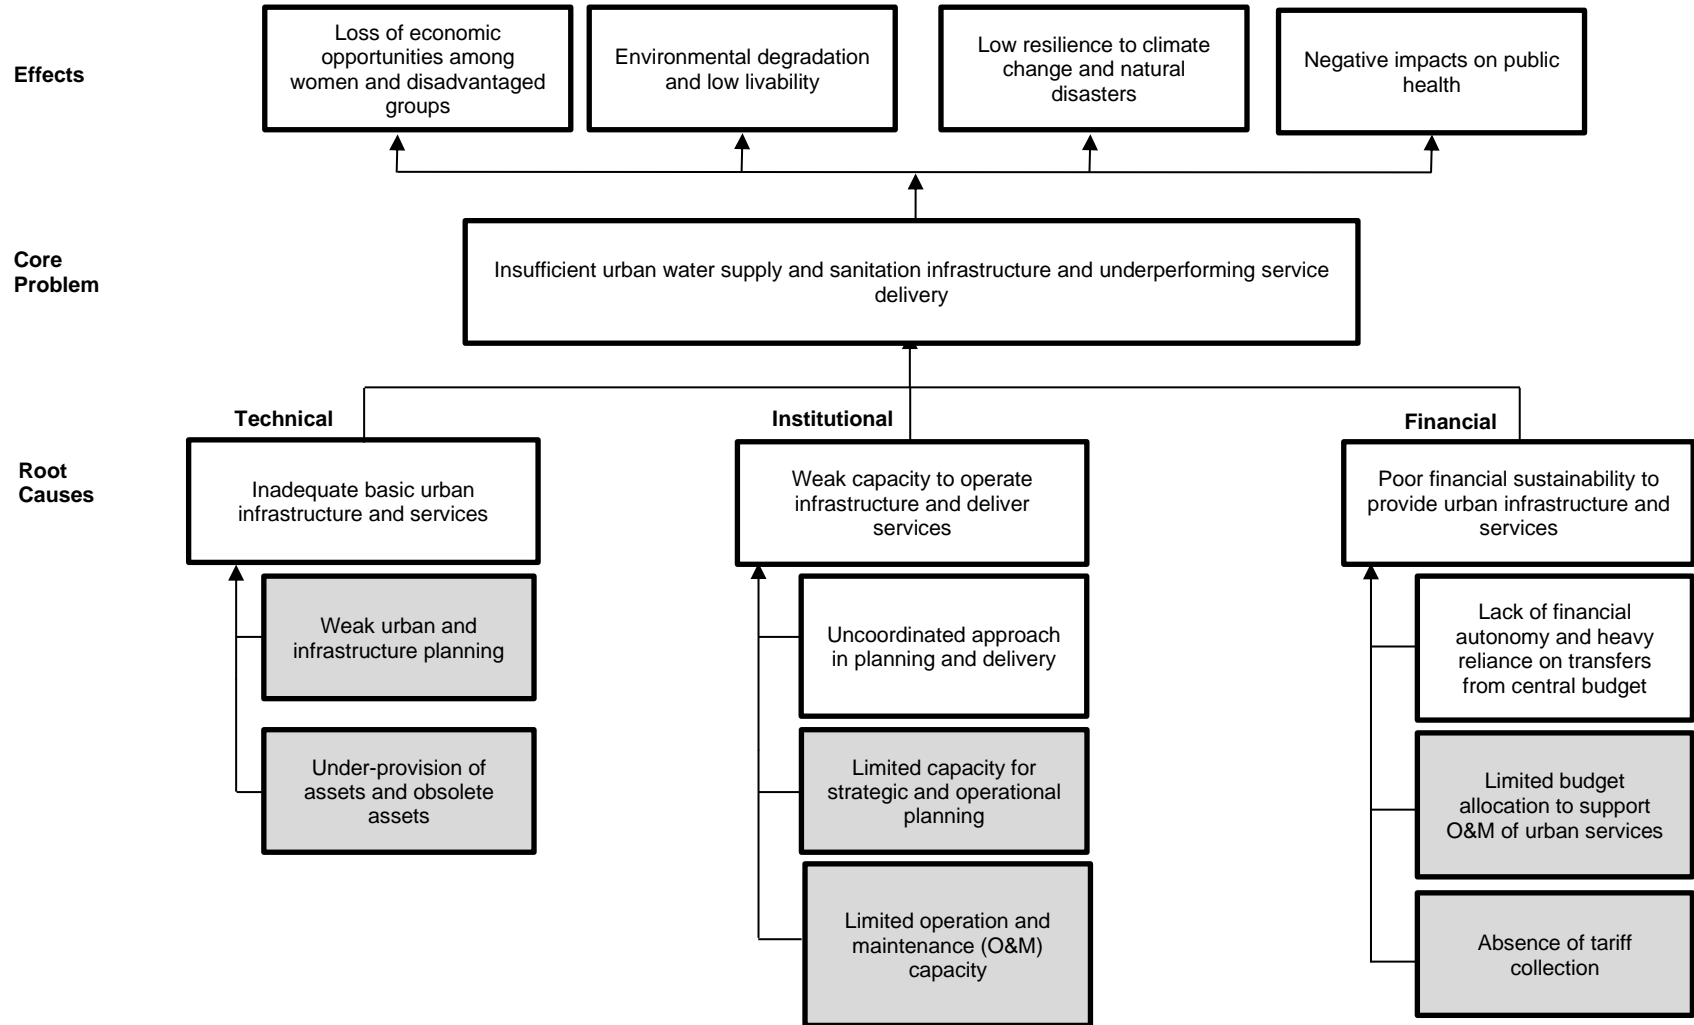 Effects
Loss of economic
opportunities among
women and disadvantaged
groups
Environmental degradation
and low livability
Low resilience to climate
change and natural
disasters
Negative impacts on public
health
Core
Problem
Insufficient urban water supply and sanitation infrastructure and underperforming service
delivery
Root
Causes
Technical
Inadequate basic urban
infrastructure and services
Weak urban and
infrastructure planning
Under-provision of
assets and obsolete
assets
Institutional
Weak capacity to operate
infrastructure and deliver
services
Uncoordinated approach
in planning and delivery
Limited capacity for
strategic and operational
planning
Limited operation and
maintenance (O&M)
capacity
Financial
Poor financial sustainability to
provide urban infrastructure and
services
Lack of financial
autonomy and heavy
reliance on transfers
from central budget
Limited budget
allocation to support
O&M of urban services
Absence of tariff
collection